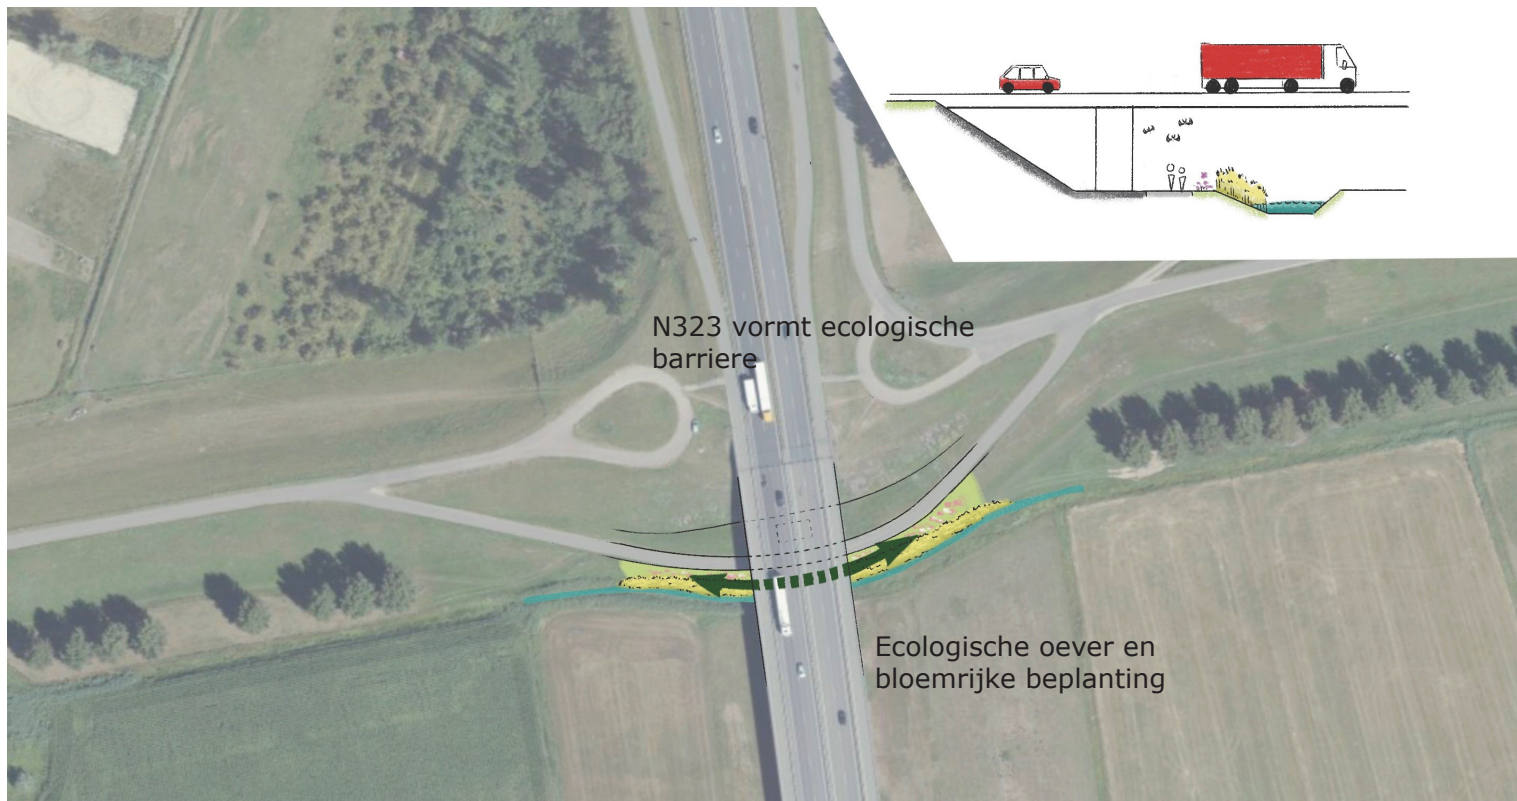 N323 vormt ecologische
barriere
Ecologische oever en
bloemrijke beplanting